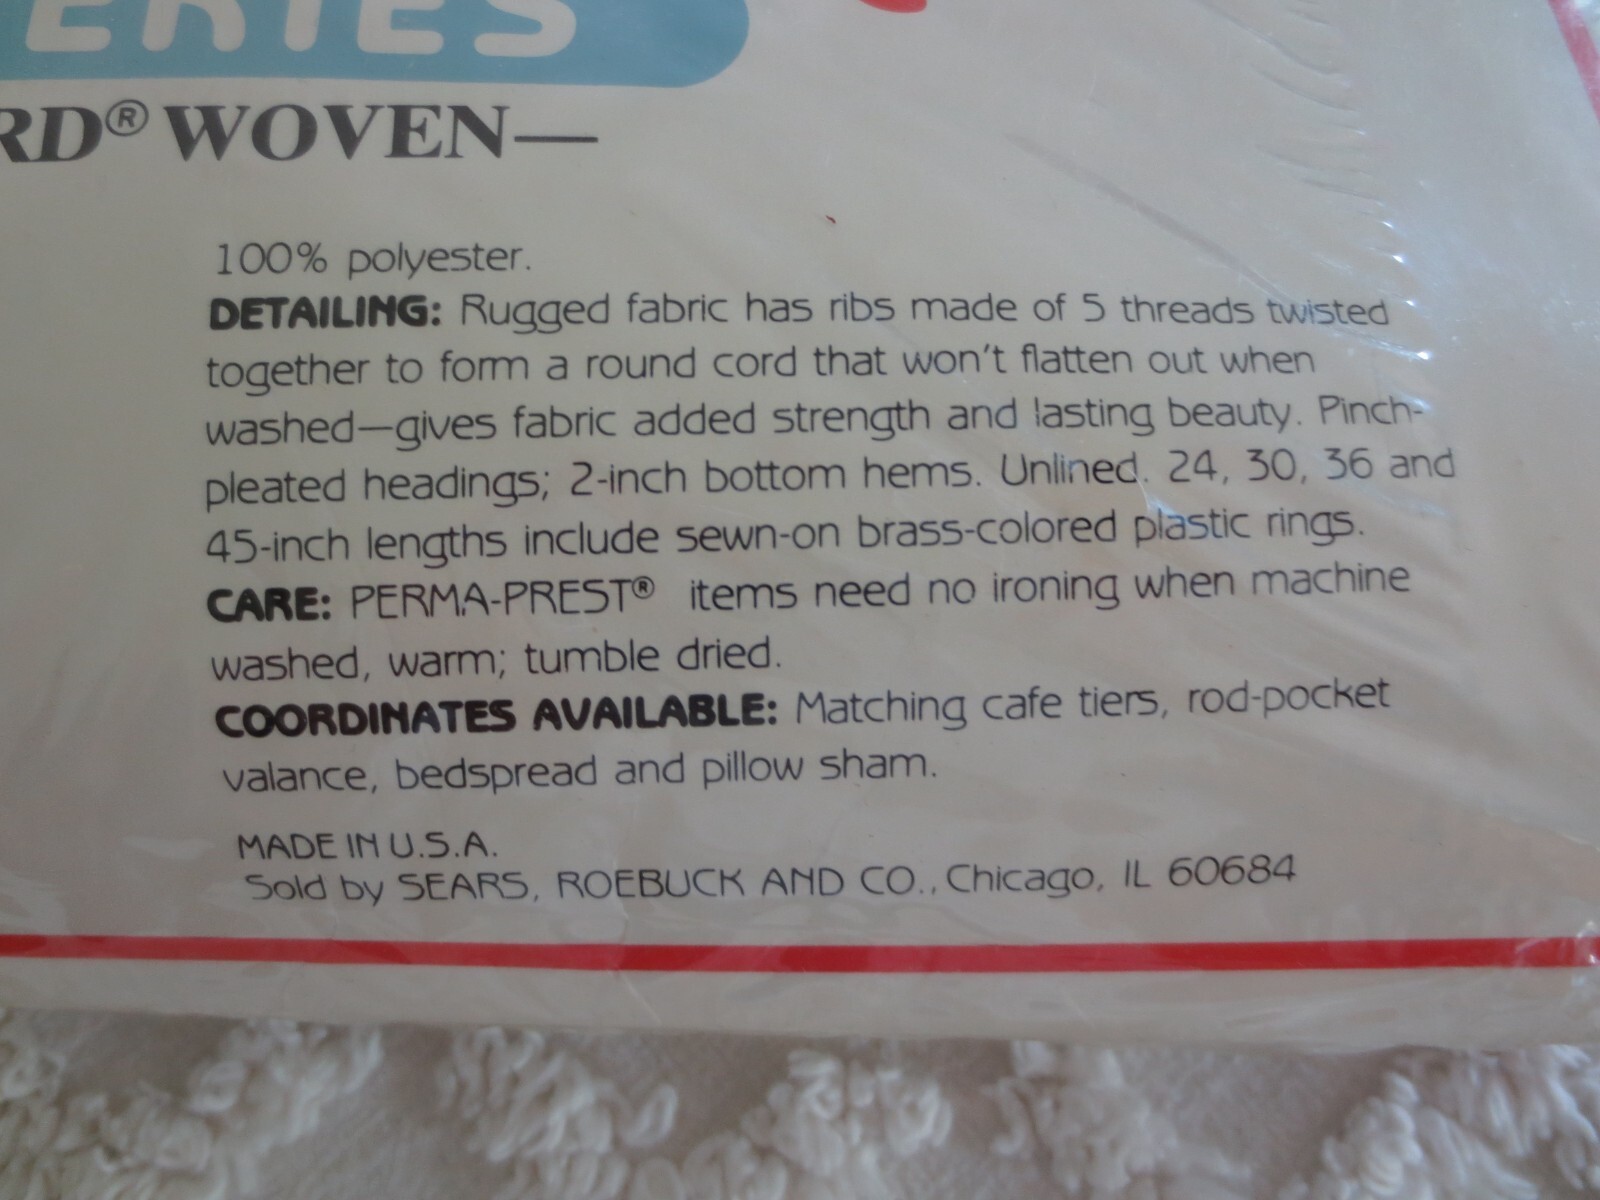 ERIES
RD® WOVEN—
100% polyester.
DETAILING: Rugged fabric has ribs made of 5 threads twisted
together to form a round cord that won't flatten out when
washed—gives fabric added strength and lasting beauty. Pinch-
pleated headings; 2-inch bottom hems. Unlined. 24, 30, 36 and
45-inch lengths include sewn-on brass-colored plastic rings.
CARE: PERMA-PREST® items need no ironing when machine
washed, warm; tumble dried.
COORDINATES AVAILABLE: Matching cafe tiers, rod-pocket
valance, bedspread and pillow sham.
MADE IN U.S.A.
Sold by SEARS, ROEBUCK AND CO., Chicago, IL 60684